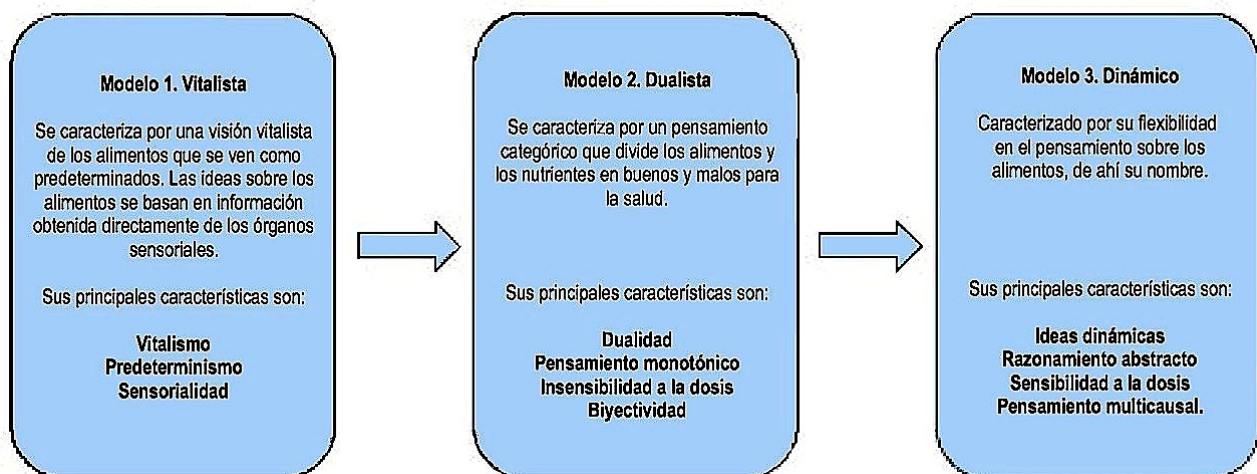 Modelo 1. Vitalista
Se caracteriza por una visión vitalista
de los alimentos que se ven como
predeterminados. Las ideas sobre los
alimentos se basan en información
obtenida directamente de los órganos
sensoriales.
Sus principales características son:
Vitalismo
Predeterminismo
Sensorialidad
Modelo 2. Dualista
Se caracteriza por un pensamiento
categórico que divide los alimentos y
los nutrientes en buenos y malos para
la salud.
Sus principales características son:
Dualidad
Pensamiento monotónico
Insensibilidad a la dosis
Biyectividad
Modelo 3. Dinámico
Caracterizado por su flexibilidad
en el pensamiento sobre los
alimentos, de ahí su nombre.
Sus principales características son:
Ideas dinámicas
Razonamiento abstracto
Sensibilidad a la dosis
Pensamiento multicausal.